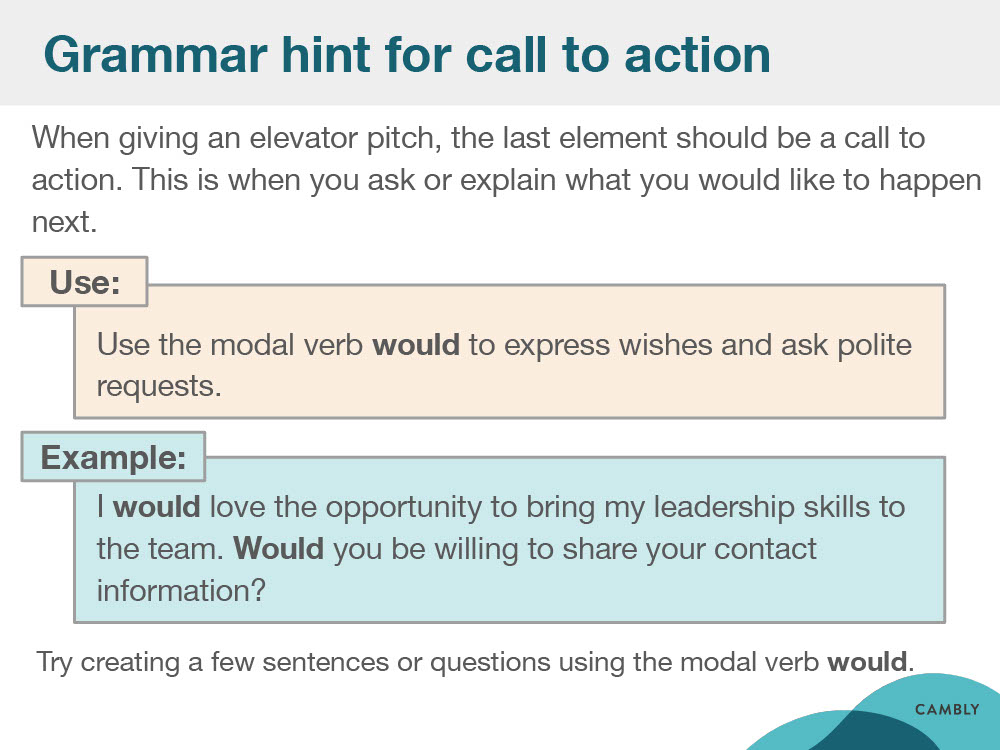 Grammar hint for call to action
When giving an elevator pitch, the last element should be a call to
action. This is when you ask or explain what you would like to happen
next.
Use:
Use the modal verb would to express wishes and ask polite
requests.
Example:
I would love the opportunity to bring my leadership skills to
the team. Would you be willing to share your contact
information?
Try creating a few sentences or questions using the modal verb would.
CAMBLY